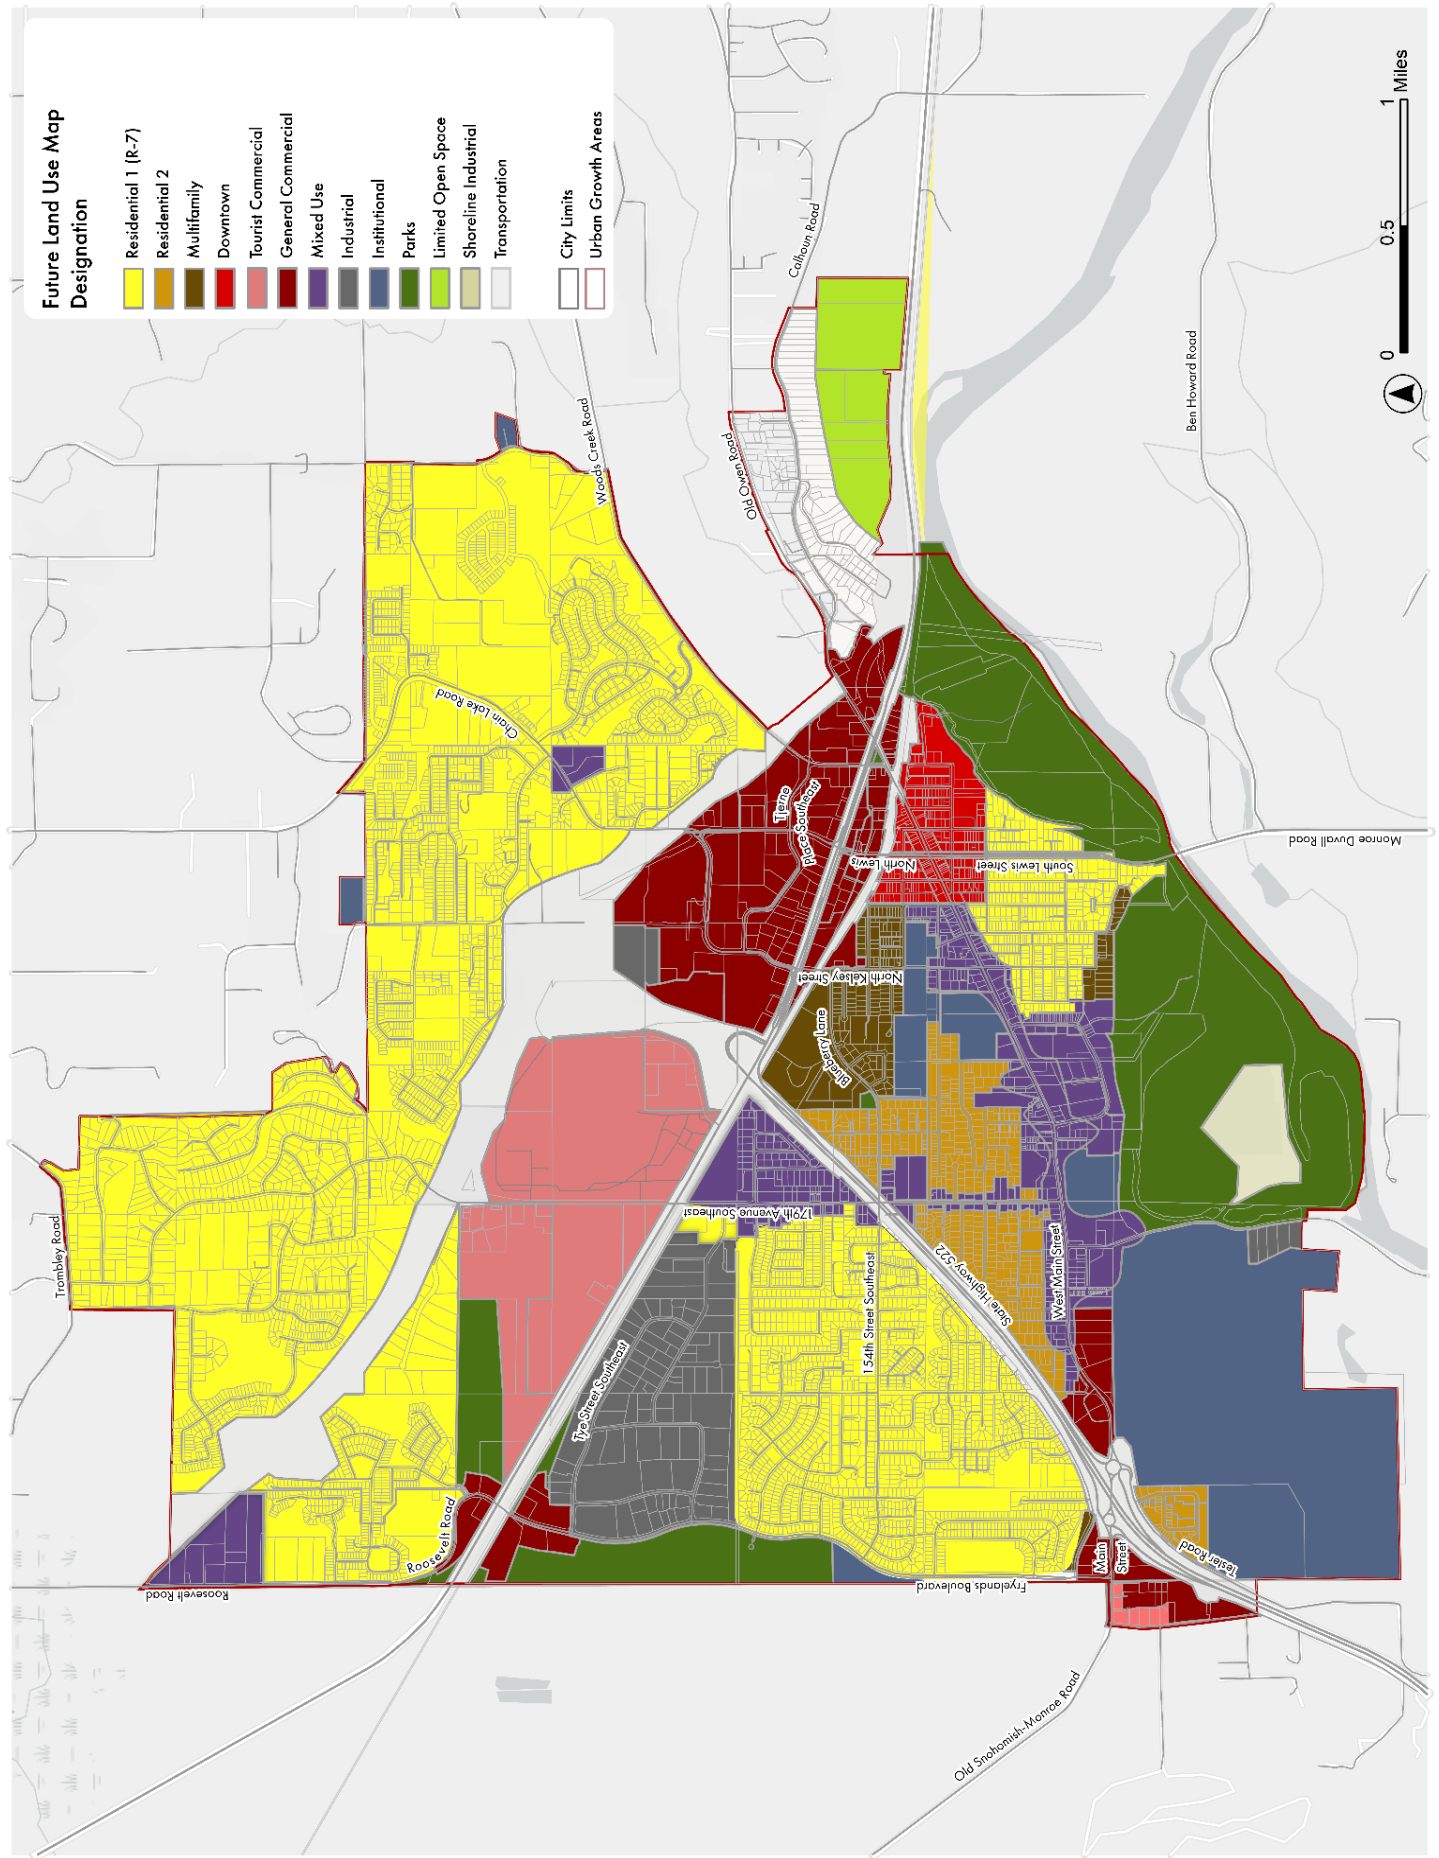 Future Land Use Map
Designation
Residential 1 (R-7)
Residential 2
Multifamily
Downtown
Tourist Commercial
General Commercial
Mixed Use
Industrial
Institutional
Parks
Limited Open Space
Shoreline Industrial
Transportation
City Limits
Urban Growth Areas
Trombley Road
Roosevelt Road
Roosevelt Road
Chain Lake Road
Woods Creek Road
Old Owen Road
Calhoun Road
Tjerne
Place Southeast
North Lewis
South Lewis Street
North Kelsey Street
Blueberry Lane
179th Avenue Southeast
Tye Street Southeast
154th Street Southeast
State Highway 522
West Main Street
Fryelands Boulevard
Main
Street
Tester Road
Old Snohomish-Monroe Road
Monroe Duvall Road
Ben Howard Road
0
0.5
1
Miles